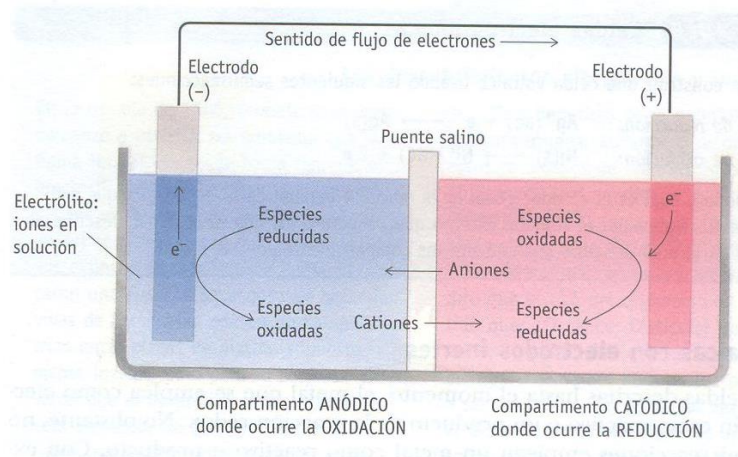 Sentido de flujo de electrones
Electrodo
(−)
Electrodo
(+)
Puente salino
Electrólito:
iones en
solución
e⁻
Especies
reducidas
Especies
oxidadas
e⁻
Aniones
Especies
oxidadas
Cationes
Especies
reducidas
Compartimento ANÓDICO
donde ocurre la OXIDACIÓN
Compartimento CATÓDICO
donde ocurre la REDUCCIÓN